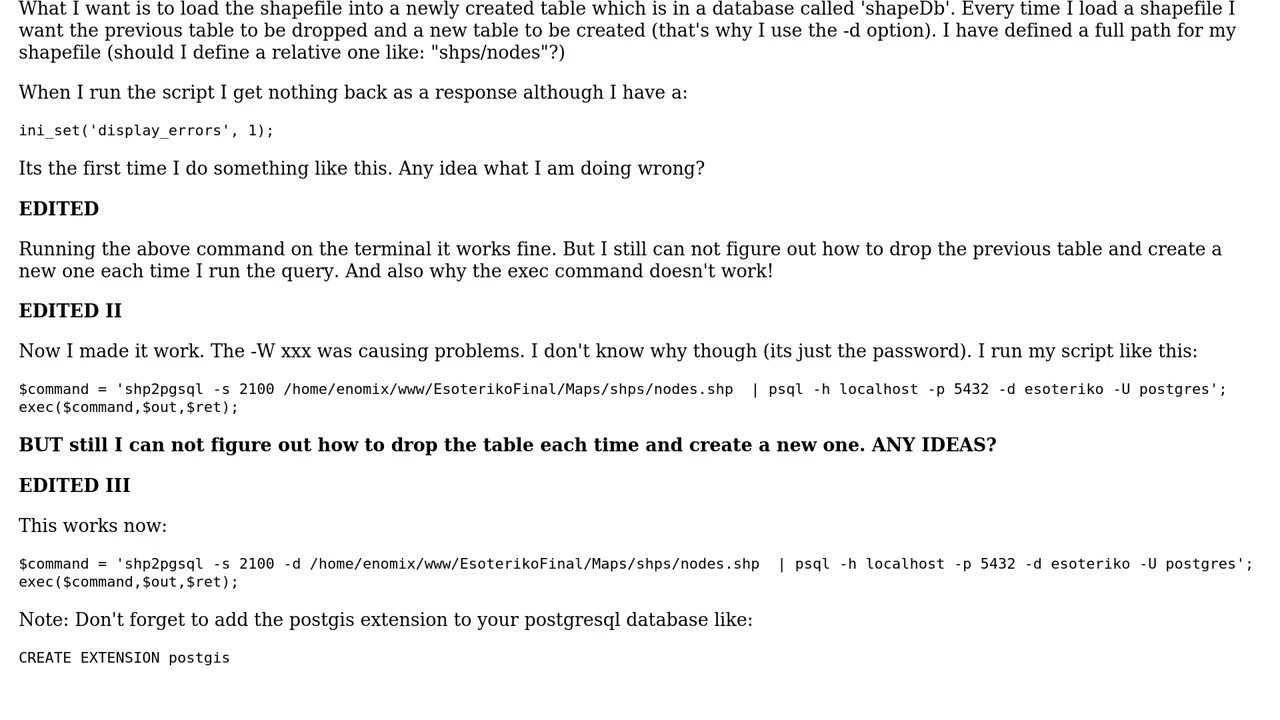 What I want is to load the shapefile into a newly created table which is in a database called 'shapeDb'. Every time I load a shapefile I
want the previous table to be dropped and a new table to be created (that's why I use the -d option). I have defined a full path for my
shapefile (should I define a relative one like: "shps/nodes"?)
When I run the script I get nothing back as a response although I have a:
ini_set('display_errors', 1);
Its the first time I do something like this. Any idea what I am doing wrong?
EDITED
Running the above command on the terminal it works fine. But I still can not figure out how to drop the previous table and create a
new one each time I run the query. And also why the exec command doesn't work!
EDITED II
Now I made it work. The -W xxx was causing problems. I don't know why though (its just the password). I run my script like this:
$command = 'shp2pgsql -s 2100 /home/enomix/www/EsoterikoFinal/Maps/shps/nodes.shp  | psql -h localhost -p 5432 -d esoteriko -U postgres';
exec($command,$out,$ret);
BUT still I can not figure out how to drop the table each time and create a new one. ANY IDEAS?
EDITED III
This works now:
$command = 'shp2pgsql -s 2100 -d /home/enomix/www/EsoterikoFinal/Maps/shps/nodes.shp  | psql -h localhost -p 5432 -d esoteriko -U postgres';
exec($command,$out,$ret);
Note: Don't forget to add the postgis extension to your postgresql database like:
CREATE EXTENSION postgis